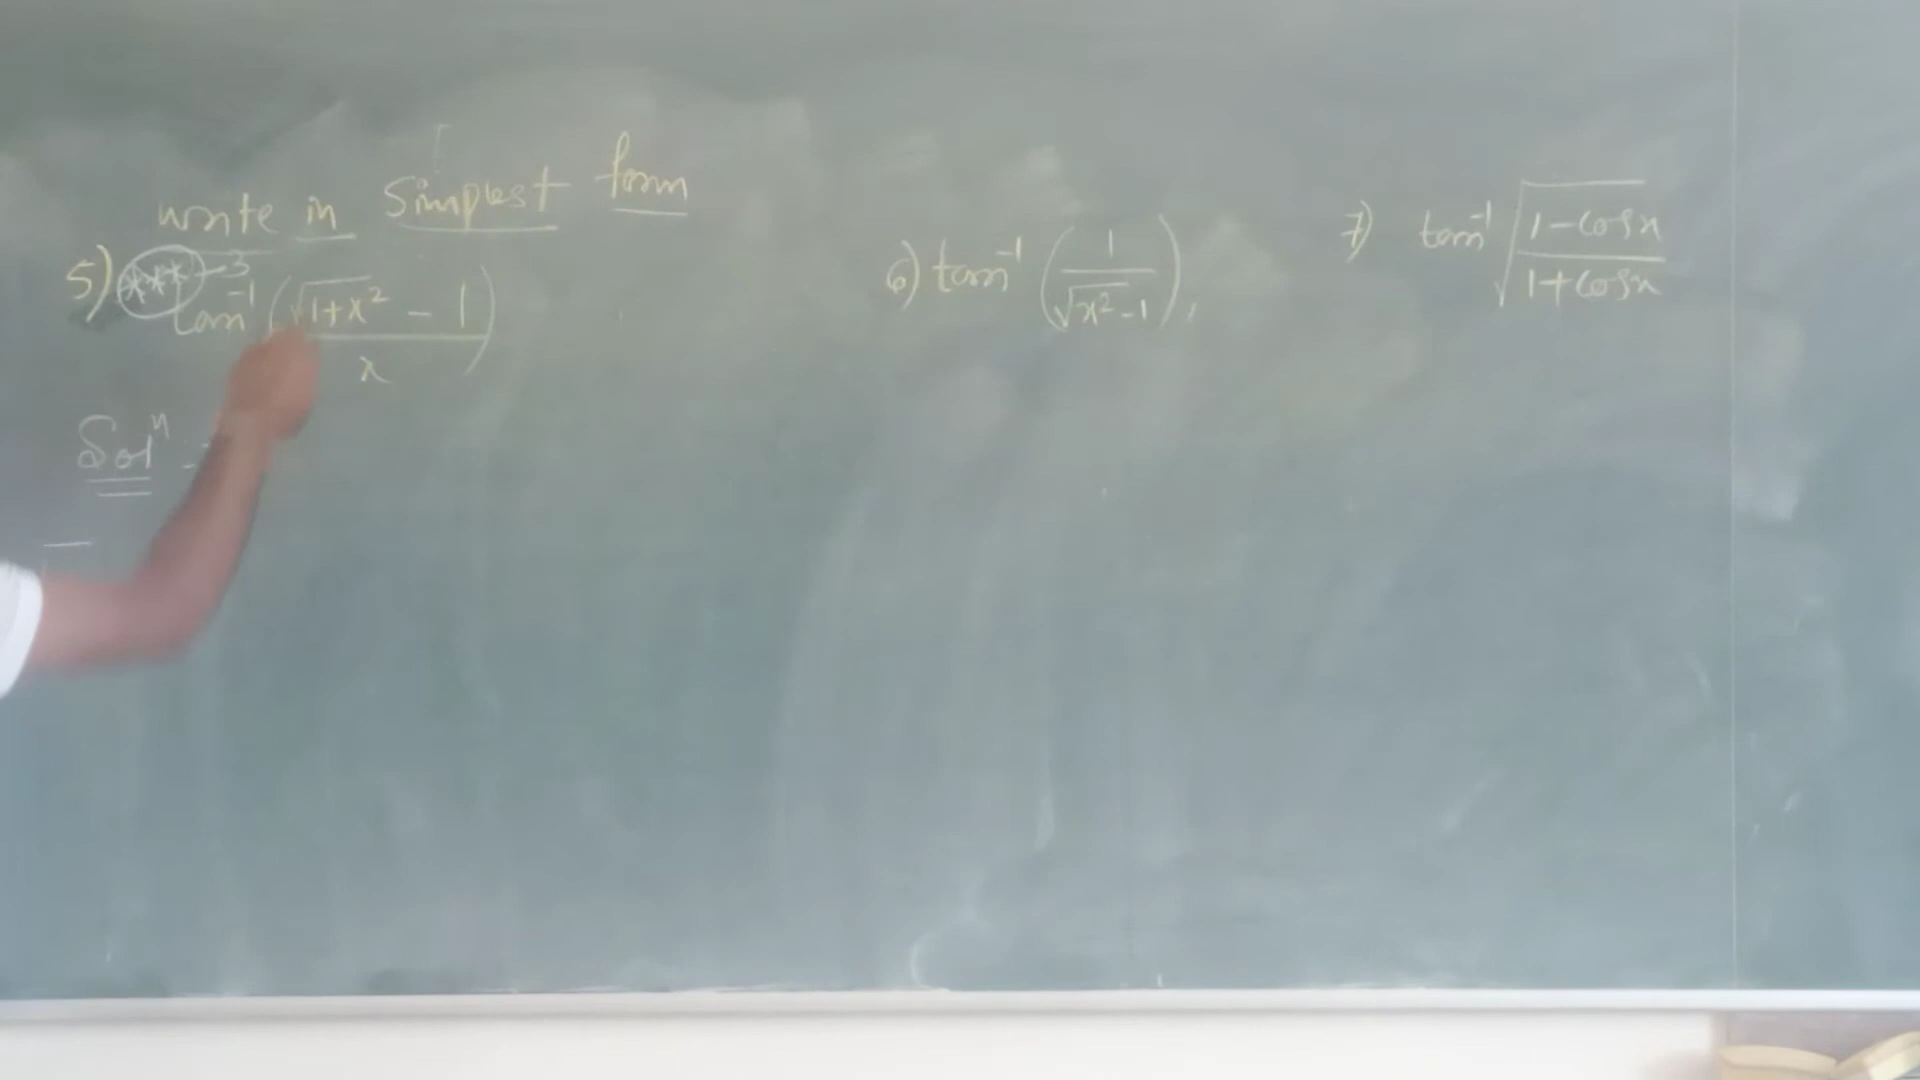 write in simplest form
5) *** - 3
tan⁻¹ (√(1+x²) - 1 / x)
6) tan⁻¹ (1 / √(x²-1)),
7) tan⁻¹ √(1-cosx / 1+cosx)
Solⁿ :-